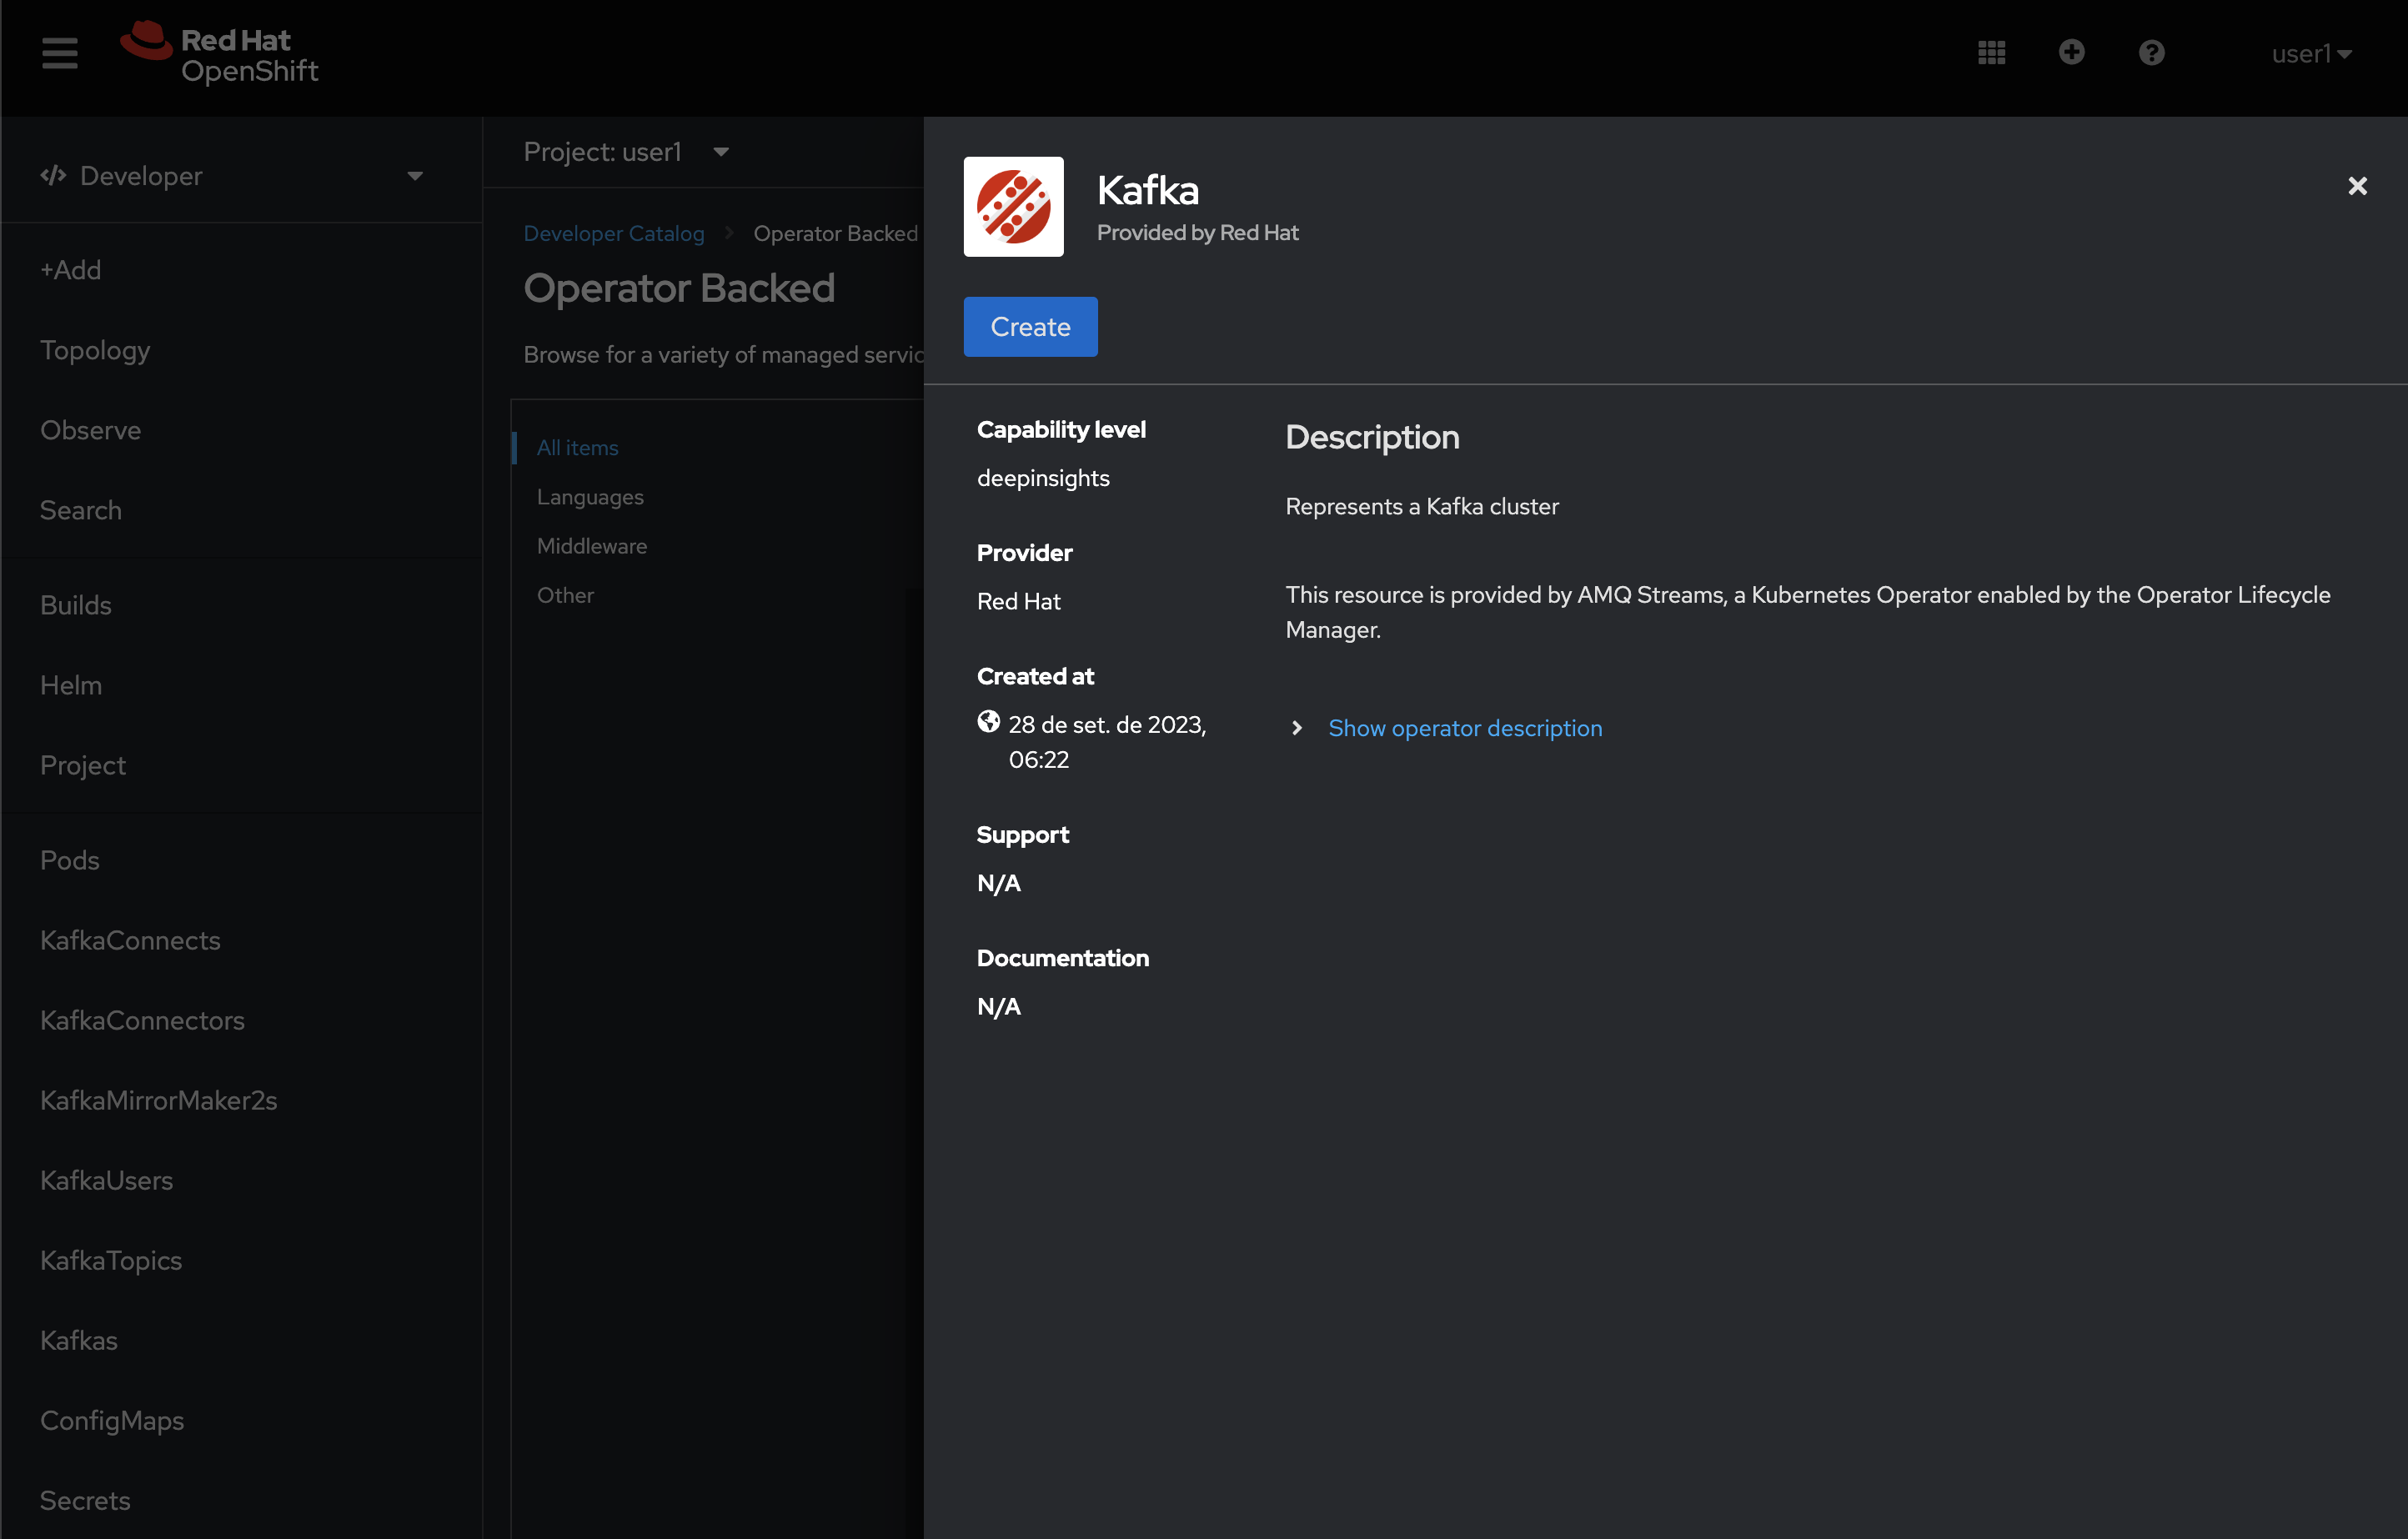 Red Hat
OpenShift
user1
Developer
+Add
Topology
Observe
Search
Builds
Helm
Project
Pods
KafkaConnects
KafkaConnectors
KafkaMirrorMaker2s
KafkaUsers
KafkaTopics
Kafkas
ConfigMaps
Secrets
Project: user1
Developer Catalog > Operator Backed
Operator Backed
Browse for a variety of managed servic
All items
Languages
Middleware
Other
Kafka
Provided by Red Hat
Create
Capability level
deepinsights
Provider
Red Hat
Created at
28 de set. de 2023,
06:22
Support
N/A
Documentation
N/A
Description
Represents a Kafka cluster
This resource is provided by AMQ Streams, a Kubernetes Operator enabled by the Operator Lifecycle
Manager.
Show operator description